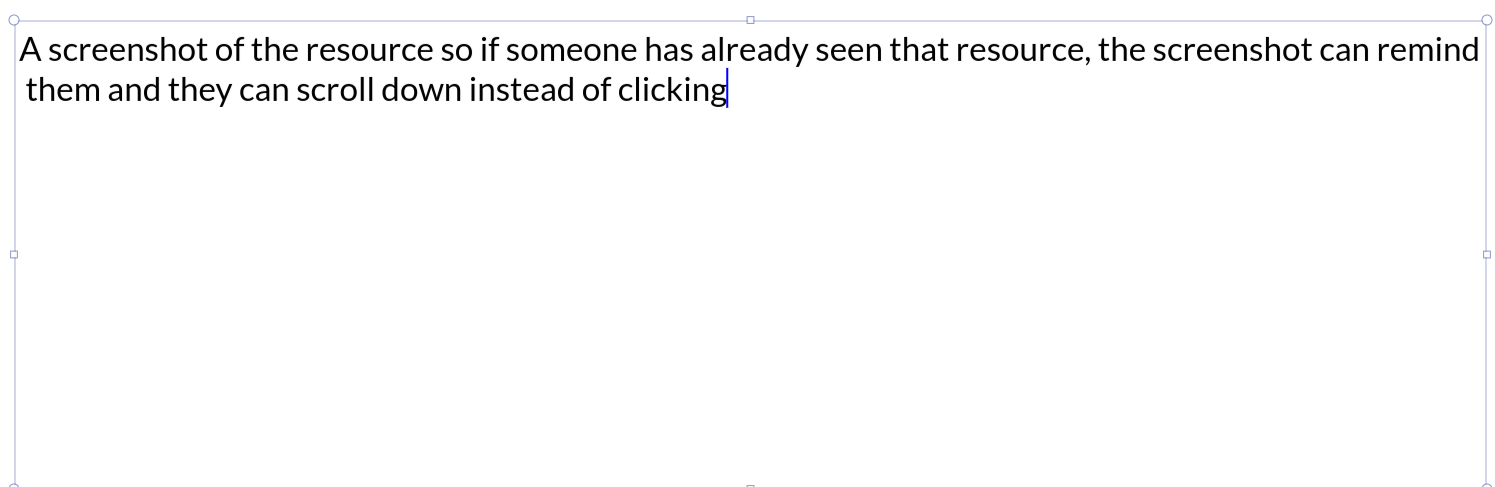 A screenshot of the resource so if someone has already seen that resource, the screenshot can remind
them and they can scroll down instead of clicking